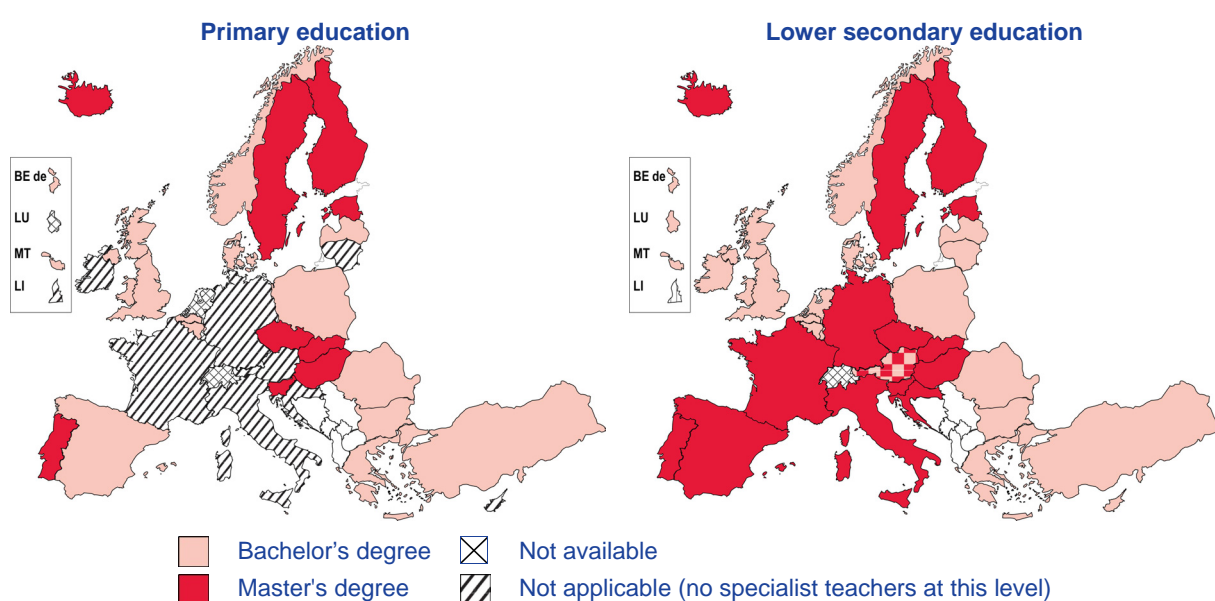 Primary education
Lower secondary education
BE de
LU
MT
LI
BE de
LU
MT
LI
Bachelor's degree
Not available
Master's degree
Not applicable (no specialist teachers at this level)